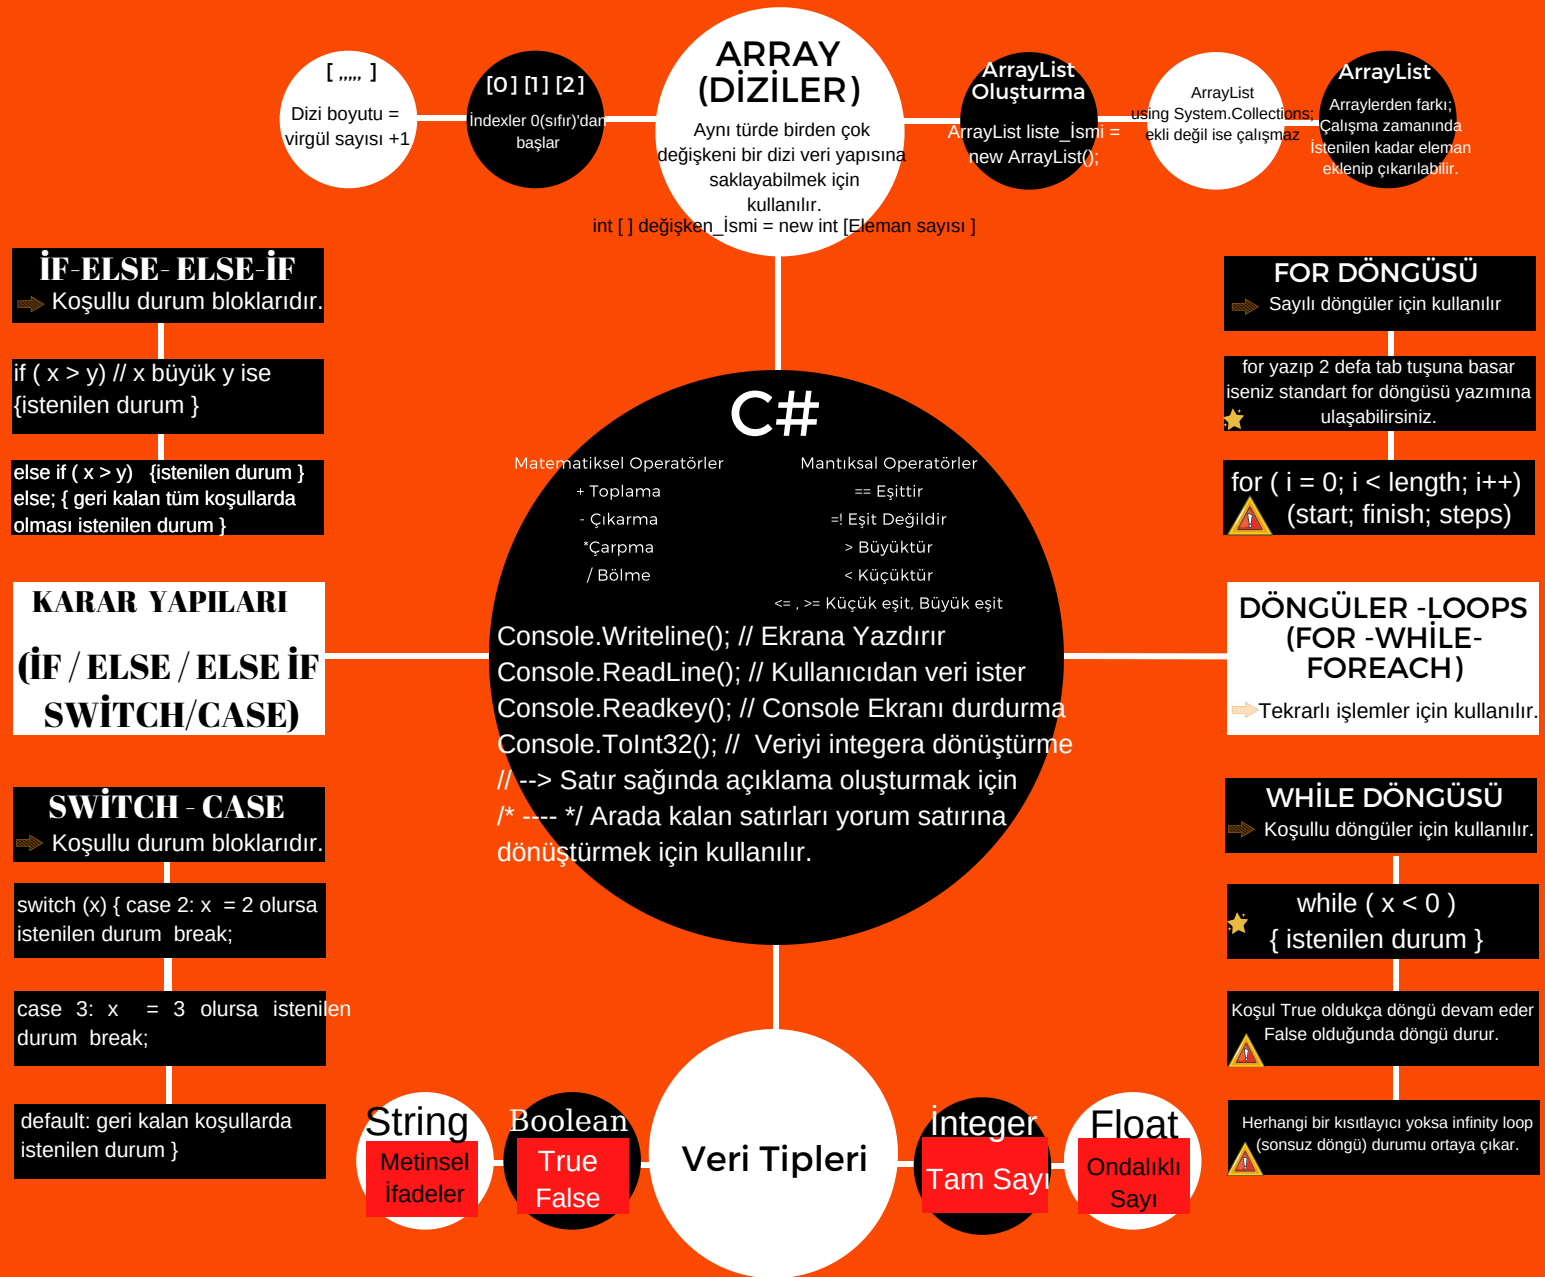 [ ,,,,, ]
Dizi boyutu =
virgül sayısı +1
[0] [1] [2]
İndexler 0(sıfır)'dan
başlar
ARRAY
(DİZİLER)
Aynı türde birden çok
değişkeni bir dizi veri yapısına
saklayabilmek için
kullanılır.
int [ ] değişken_İsmi = new int [Eleman sayısı ]
ArrayList
Oluşturma
ArrayList liste_İsmi =
new ArrayList();
ArrayList
using System.Collections;
ekli değil ise çalışmaz
ArrayList
Arraylerden farkı;
Çalışma zamanında
İstenilen kadar eleman
eklenip çıkarılabilir.
İF-ELSE- ELSE-İF
Koşullu durum bloklarıdır.
if ( x > y) // x büyük y ise
{istenilen durum }
else if ( x > y) {istenilen durum }
else; { geri kalan tüm koşullarda
olması istenilen durum }
KARAR YAPILARI
(İF / ELSE / ELSE İF
SWİTCH/CASE)
SWİTCH - CASE
Koşullu durum bloklarıdır.
switch (x) { case 2: x = 2 olursa
istenilen durum break;
case 3: x = 3 olursa istenilen
durum break;
default: geri kalan koşullarda
istenilen durum }
C#
Matematiksel Operatörler
+ Toplama
- Çıkarma
*Çarpma
/ Bölme
Mantıksal Operatörler
== Eşittir
=! Eşit Değildir
> Büyüktür
< Küçüktür
<= , >= Küçük eşit, Büyük eşit
Console.Writeline(); // Ekrana Yazdırır
Console.ReadLine(); // Kullanıcıdan veri ister
Console.Readkey(); // Console Ekranı durdurma
Console.ToInt32(); // Veriyi integera dönüştürme
// --> Satır sağında açıklama oluşturmak için
/* ---- */ Arada kalan satırları yorum satırına
dönüştürmek için kullanılır.
FOR DÖNGÜSÜ
Sayılı döngüler için kullanılır
for yazıp 2 defa tab tuşuna basar
iseniz standart for döngüsü yazımına
ulaşabilirsiniz.
for ( i = 0; i < length; i++)
(start; finish; steps)
DÖNGÜLER -LOOPS
(FOR -WHİLE-
FOREACH)
Tekrarlı işlemler için kullanılır.
WHİLE DÖNGÜSÜ
Koşullu döngüler için kullanılır.
while ( x < 0 )
{ istenilen durum }
Koşul True oldukça döngü devam eder
False olduğunda döngü durur.
Herhangi bir kısıtlayıcı yoksa infinity loop
(sonsuz döngü) durumu ortaya çıkar.
String
Metinsel
İfadeler
Boolean
True
False
Veri Tipleri
İnteger
Tam Sayı
Float
Ondalıklı
Sayı